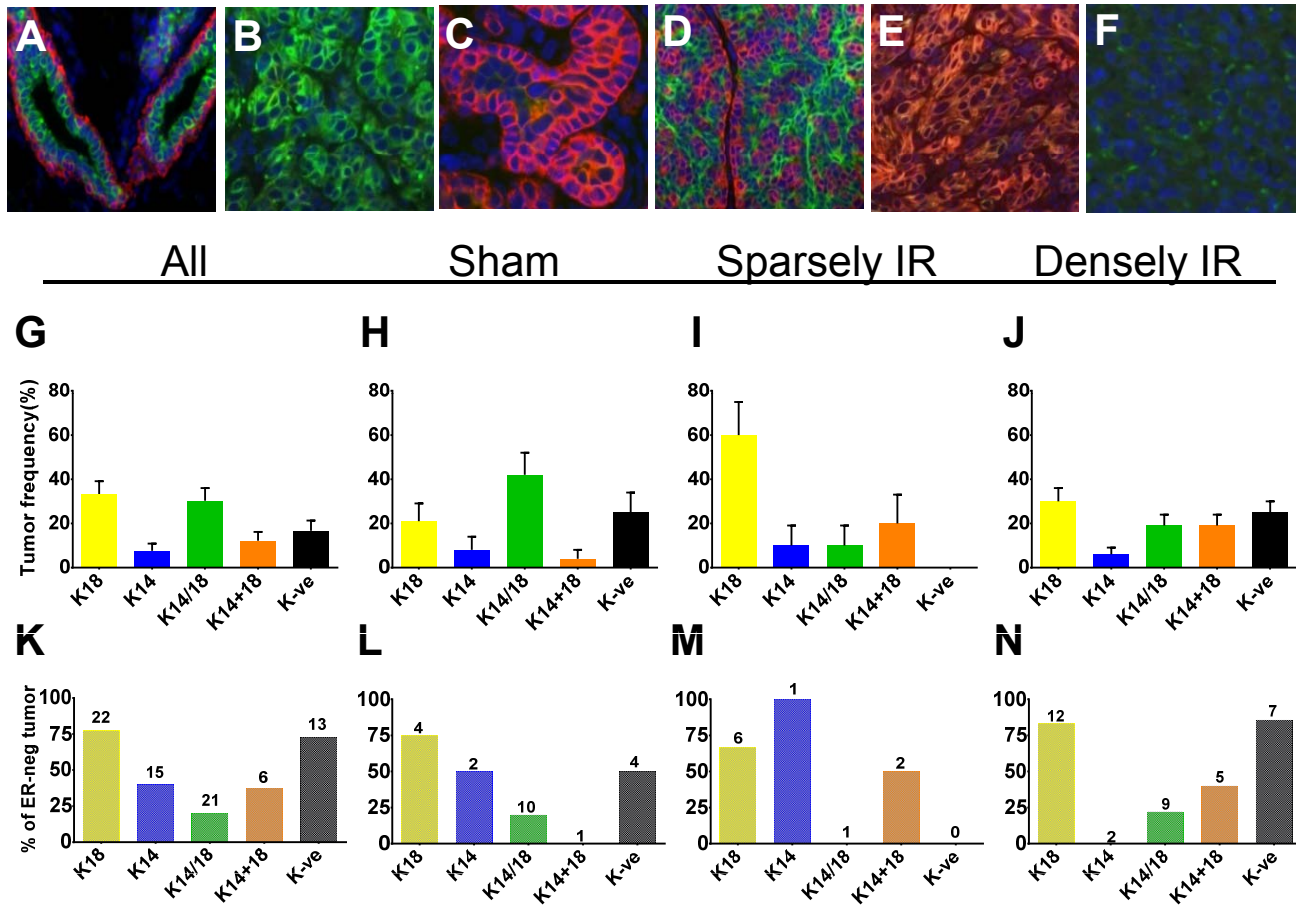 A B C D E F
All Sham Sparsely IR Densely IR
G H I J
Tumor frequency(%)
80 60 40 20 0
K18 K14 K14/18 K14+18 K-ve
80 60 40 20 0
K18 K14 K14/18 K14+18 K-ve
80 60 40 20 0
K18 K14 K14/18 K14+18 K-ve
80 60 40 20 0
K18 K14 K14/18 K14+18 K-ve
K L M N
% of ER-neg tumor
100 75 50 25 0
22 15 21 6 13
K18 K14 K14/18 K14+18 K-ve
100 75 50 25 0
4 2 10 1 4
K18 K14 K14/18 K14+18 K-ve
100 75 50 25 0
6 1 1 2 0
K18 K14 K14/18 K14+18 K-ve
100 75 50 25 0
12 2 9 5 7
K18 K14 K14/18 K14+18 K-ve